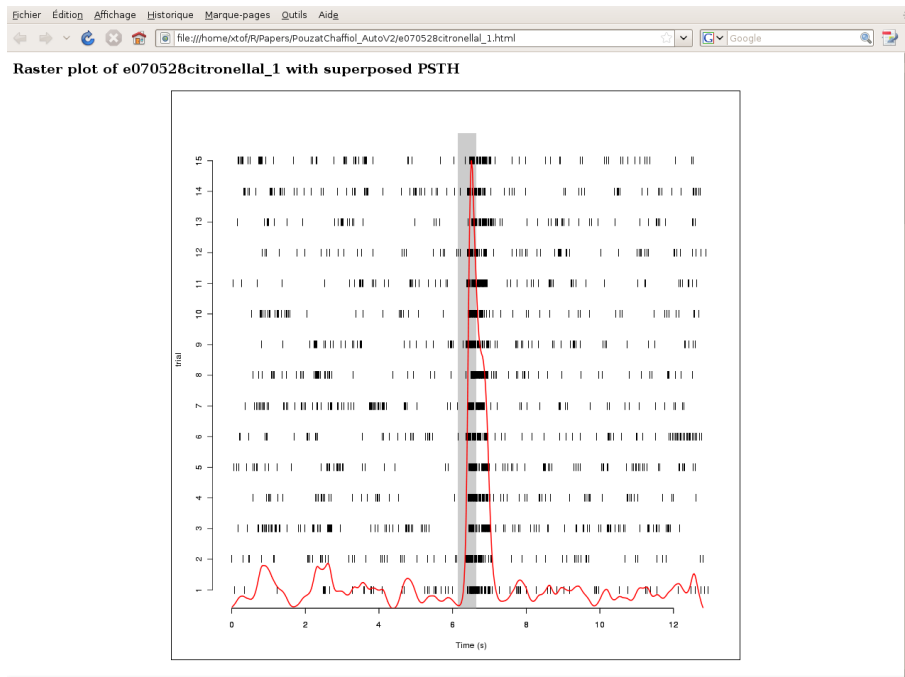 Fichier Édition Affichage Historique Marque-pages Outils Aide
file:///home/xtof/R/Papers/PouzatChaffiol_AutoV2/e070528citronellal_1.html
G Google
Raster plot of e070528citronellal_1 with superposed PSTH
15
14
13
12
11
10
9
8
7
6
5
4
3
2
1
trial
0 2 4 6 8 10 12
Time (s)